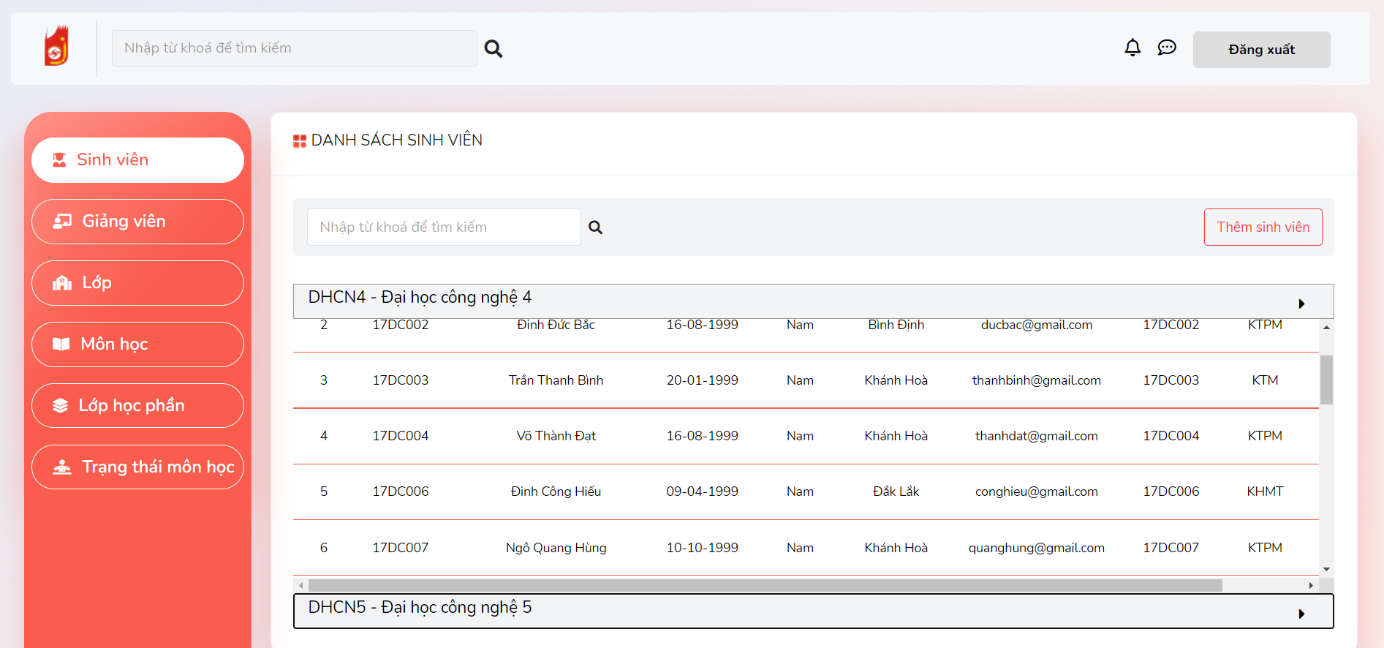 Nhập từ khoá để tìm kiếm
Đăng xuất
Sinh viên
Giảng viên
Lớp
Môn học
Lớp học phần
Trạng thái môn học
DANH SÁCH SINH VIÊN
Nhập từ khoá để tìm kiếm
Thêm sinh viên
DHCN4 - Đại học công nghệ 4
2 17DC002 Đinh Đức Bắc 16-08-1999 Nam Bình Định ducbac@gmail.com 17DC002 KTPM
3 17DC003 Trần Thanh Bình 20-01-1999 Nam Khánh Hoà thanhbinh@gmail.com 17DC003 KTM
4 17DC004 Võ Thành Đạt 16-08-1999 Nam Khánh Hoà thanhdat@gmail.com 17DC004 KTPM
5 17DC006 Đinh Công Hiếu 09-04-1999 Nam Đắk Lắk conghieu@gmail.com 17DC006 KHMT
6 17DC007 Ngô Quang Hùng 10-10-1999 Nam Khánh Hoà quanghung@gmail.com 17DC007 KTPM
DHCN5 - Đại học công nghệ 5